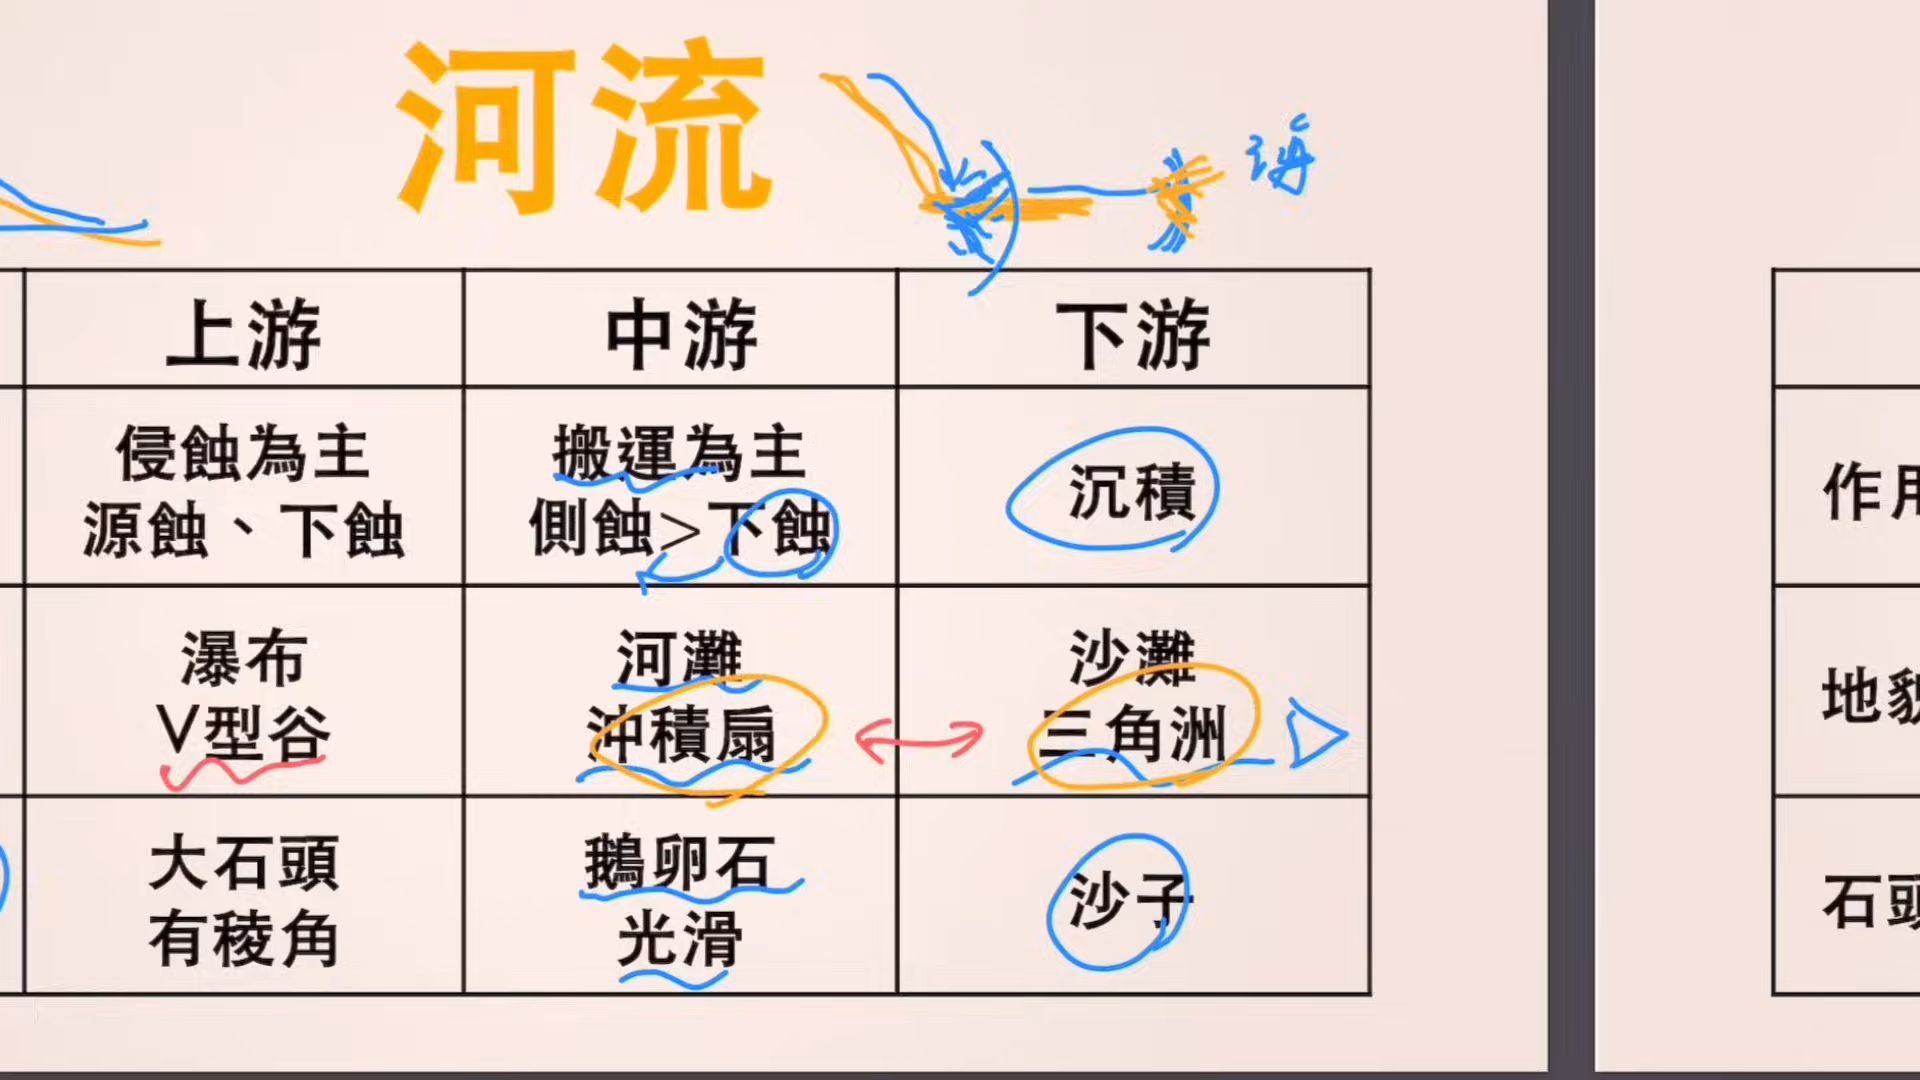 河流
海
上游
中游
下游
侵蝕為主
源蝕、下蝕
搬運為主
側蝕>下蝕
沉積
作用
瀑布
V型谷
河灘
沖積扇
沙灘
三角洲
地貌
大石頭
有稜角
鵝卵石
光滑
沙子
石頭